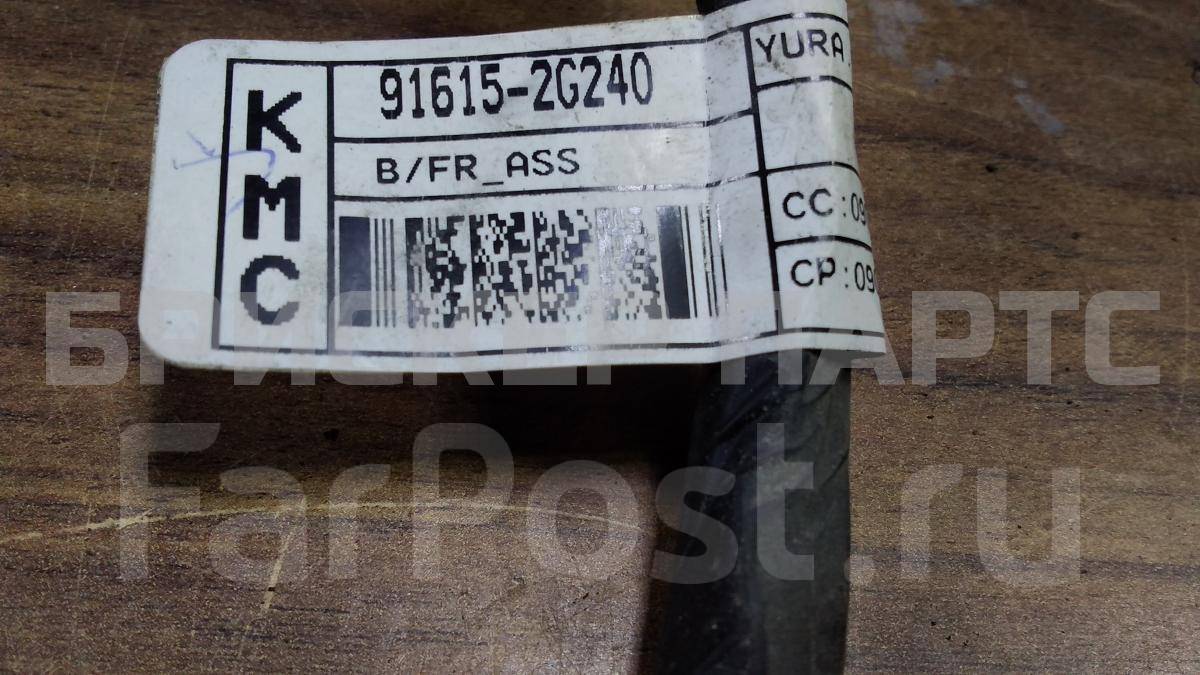 KMC
91615-2G240
B/FR_ASS
YURA
CC:09
CP:09
БРИСКЕР ПАРТС
FarPost.ru